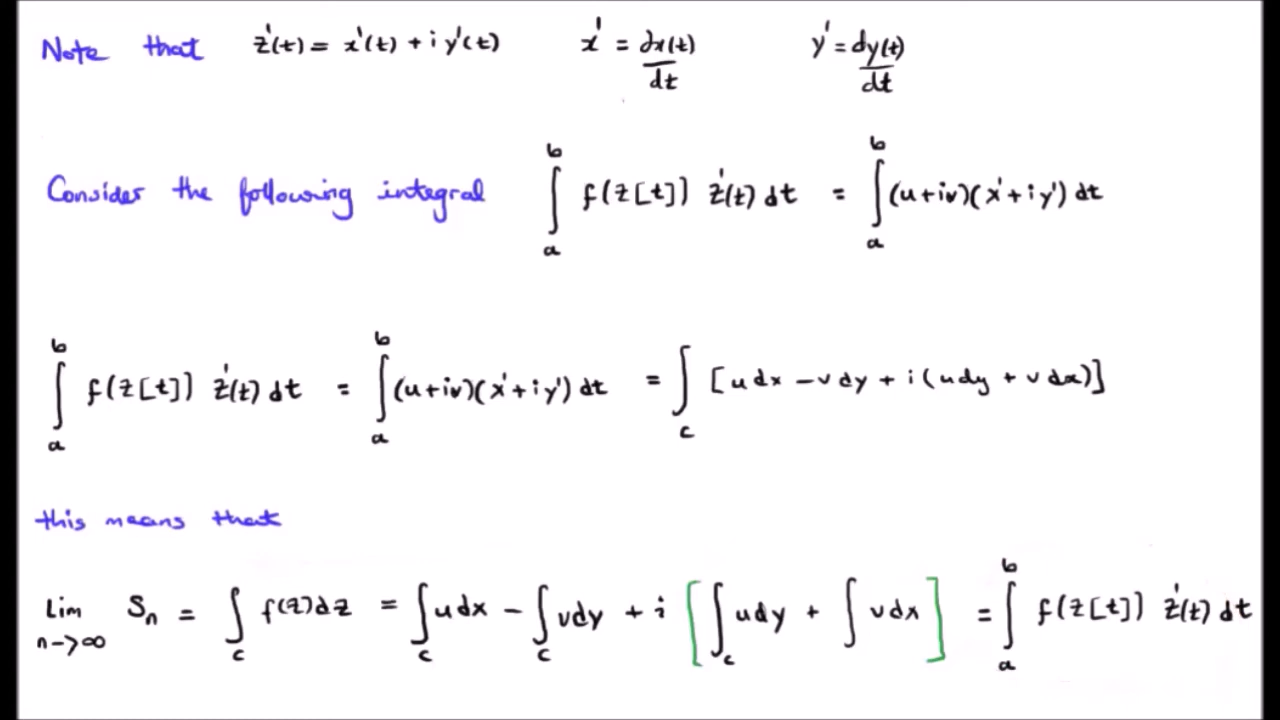 Note that z'(t) = x'(t) + i y'(t) x' = dx(t)/dt y' = dy(t)/dt
Consider the following integral ∫_a^b f(z[t]) z'(t) dt = ∫_a^b (u+iv)(x'+iy') dt
∫_a^b f(z[t]) z'(t) dt = ∫_a^b (u+iv)(x'+iy') dt = ∫_c [u dx - v dy + i(u dy + v dx)]
this means that
Lim_{n->∞} S_n = ∫_c f(z)dz = ∫_c u dx - ∫_c v dy + i [∫_c u dy + ∫ v dx] = ∫_a^b f(z[t]) z'(t) dt